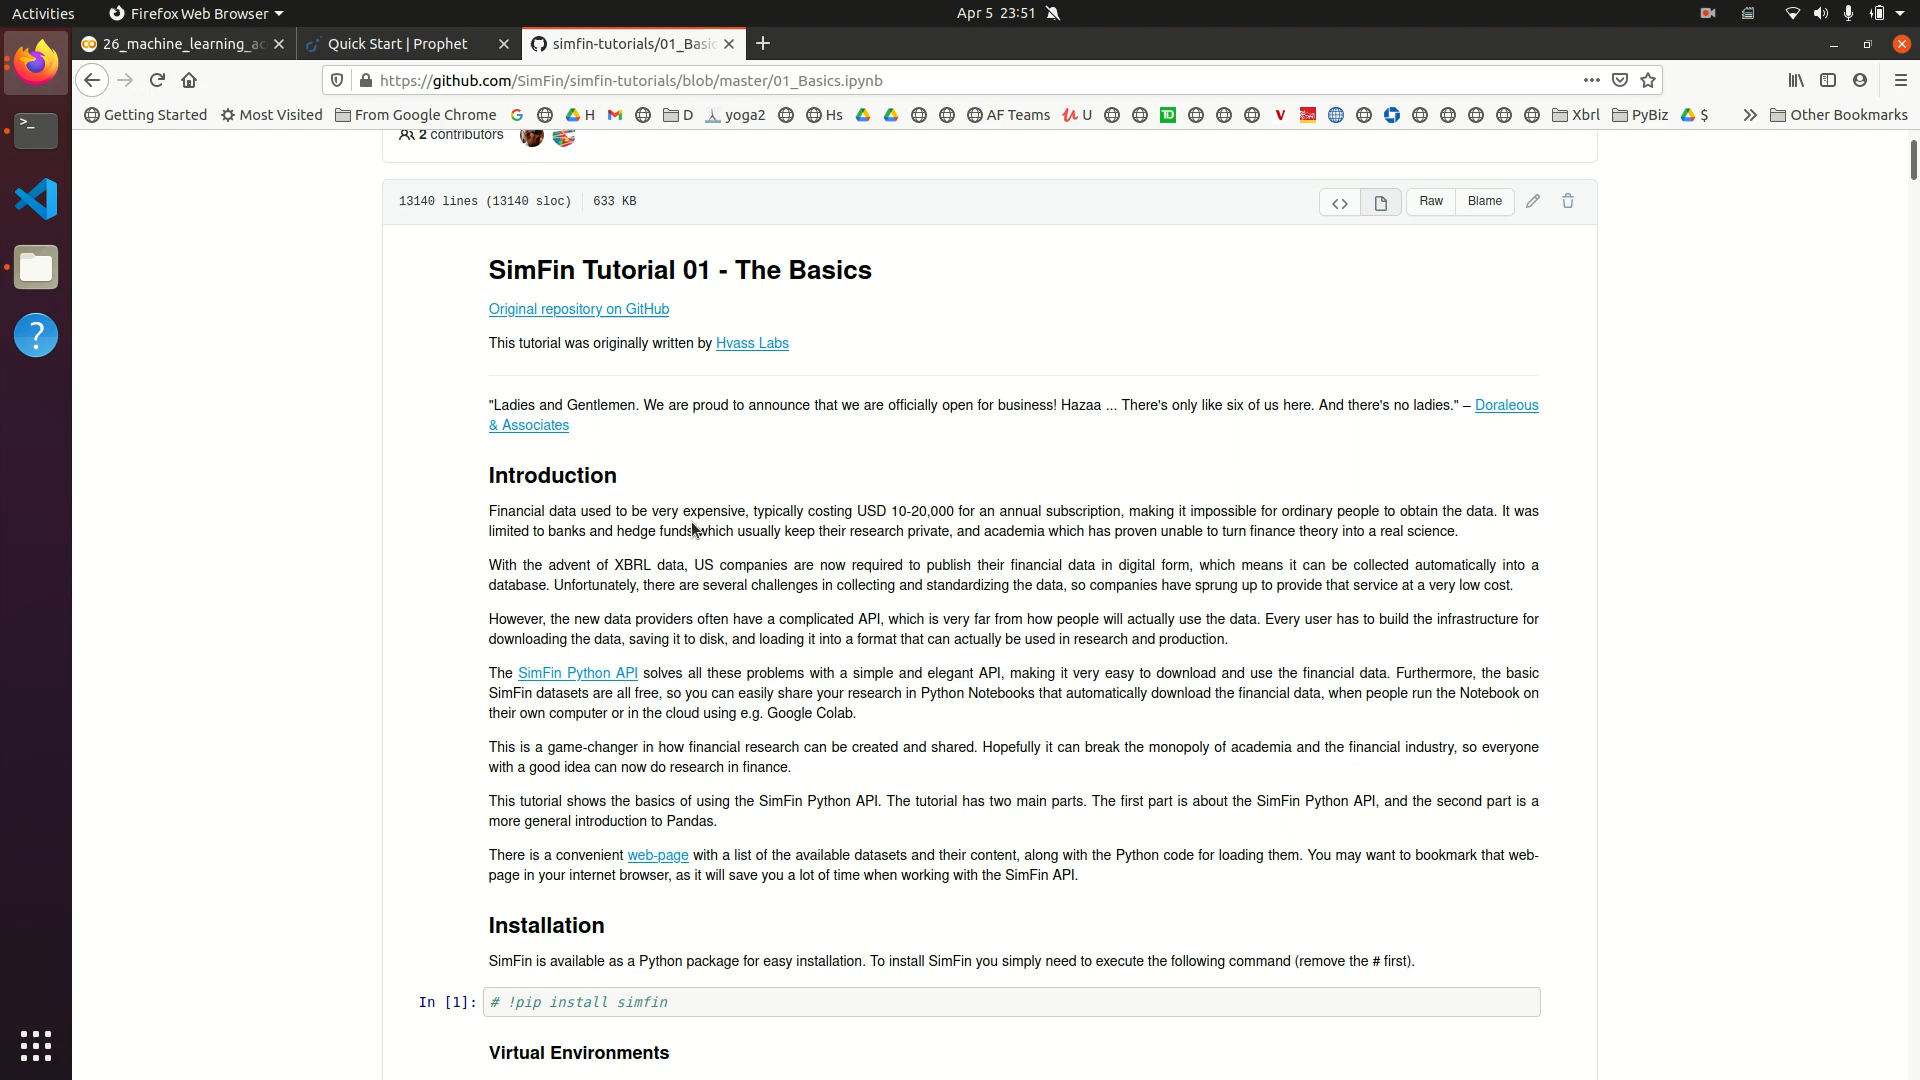 Activities Firefox Web Browser Apr 5 23:51
26_machine_learning_a Quick Start | Prophet simfin-tutorials/01_Basic
https://github.com/SimFin/simfin-tutorials/blob/master/01_Basics.ipynb
Getting Started Most Visited From Google Chrome G H M D yoga2 Hs AF Teams U TD V Xbrl PyBiz $ Other Bookmarks
2 contributors
13140 lines (13140 sloc) 633 KB <> Raw Blame
SimFin Tutorial 01 - The Basics
Original repository on GitHub
This tutorial was originally written by Hvass Labs
"Ladies and Gentlemen. We are proud to announce that we are officially open for business! Hazaa ... There's only like six of us here. And there's no ladies." – Doraleous
& Associates
Introduction
Financial data used to be very expensive, typically costing USD 10-20,000 for an annual subscription, making it impossible for ordinary people to obtain the data. It was
limited to banks and hedge funds which usually keep their research private, and academia which has proven unable to turn finance theory into a real science.
With the advent of XBRL data, US companies are now required to publish their financial data in digital form, which means it can be collected automatically into a
database. Unfortunately, there are several challenges in collecting and standardizing the data, so companies have sprung up to provide that service at a very low cost.
However, the new data providers often have a complicated API, which is very far from how people will actually use the data. Every user has to build the infrastructure for
downloading the data, saving it to disk, and loading it into a format that can actually be used in research and production.
The SimFin Python API solves all these problems with a simple and elegant API, making it very easy to download and use the financial data. Furthermore, the basic
SimFin datasets are all free, so you can easily share your research in Python Notebooks that automatically download the financial data, when people run the Notebook on
their own computer or in the cloud using e.g. Google Colab.
This is a game-changer in how financial research can be created and shared. Hopefully it can break the monopoly of academia and the financial industry, so everyone
with a good idea can now do research in finance.
This tutorial shows the basics of using the SimFin Python API. The tutorial has two main parts. The first part is about the SimFin Python API, and the second part is a
more general introduction to Pandas.
There is a convenient web-page with a list of the available datasets and their content, along with the Python code for loading them. You may want to bookmark that web-
page in your internet browser, as it will save you a lot of time when working with the SimFin API.
Installation
SimFin is available as a Python package for easy installation. To install SimFin you simply need to execute the following command (remove the # first).
In [1]: # !pip install simfin
Virtual Environments